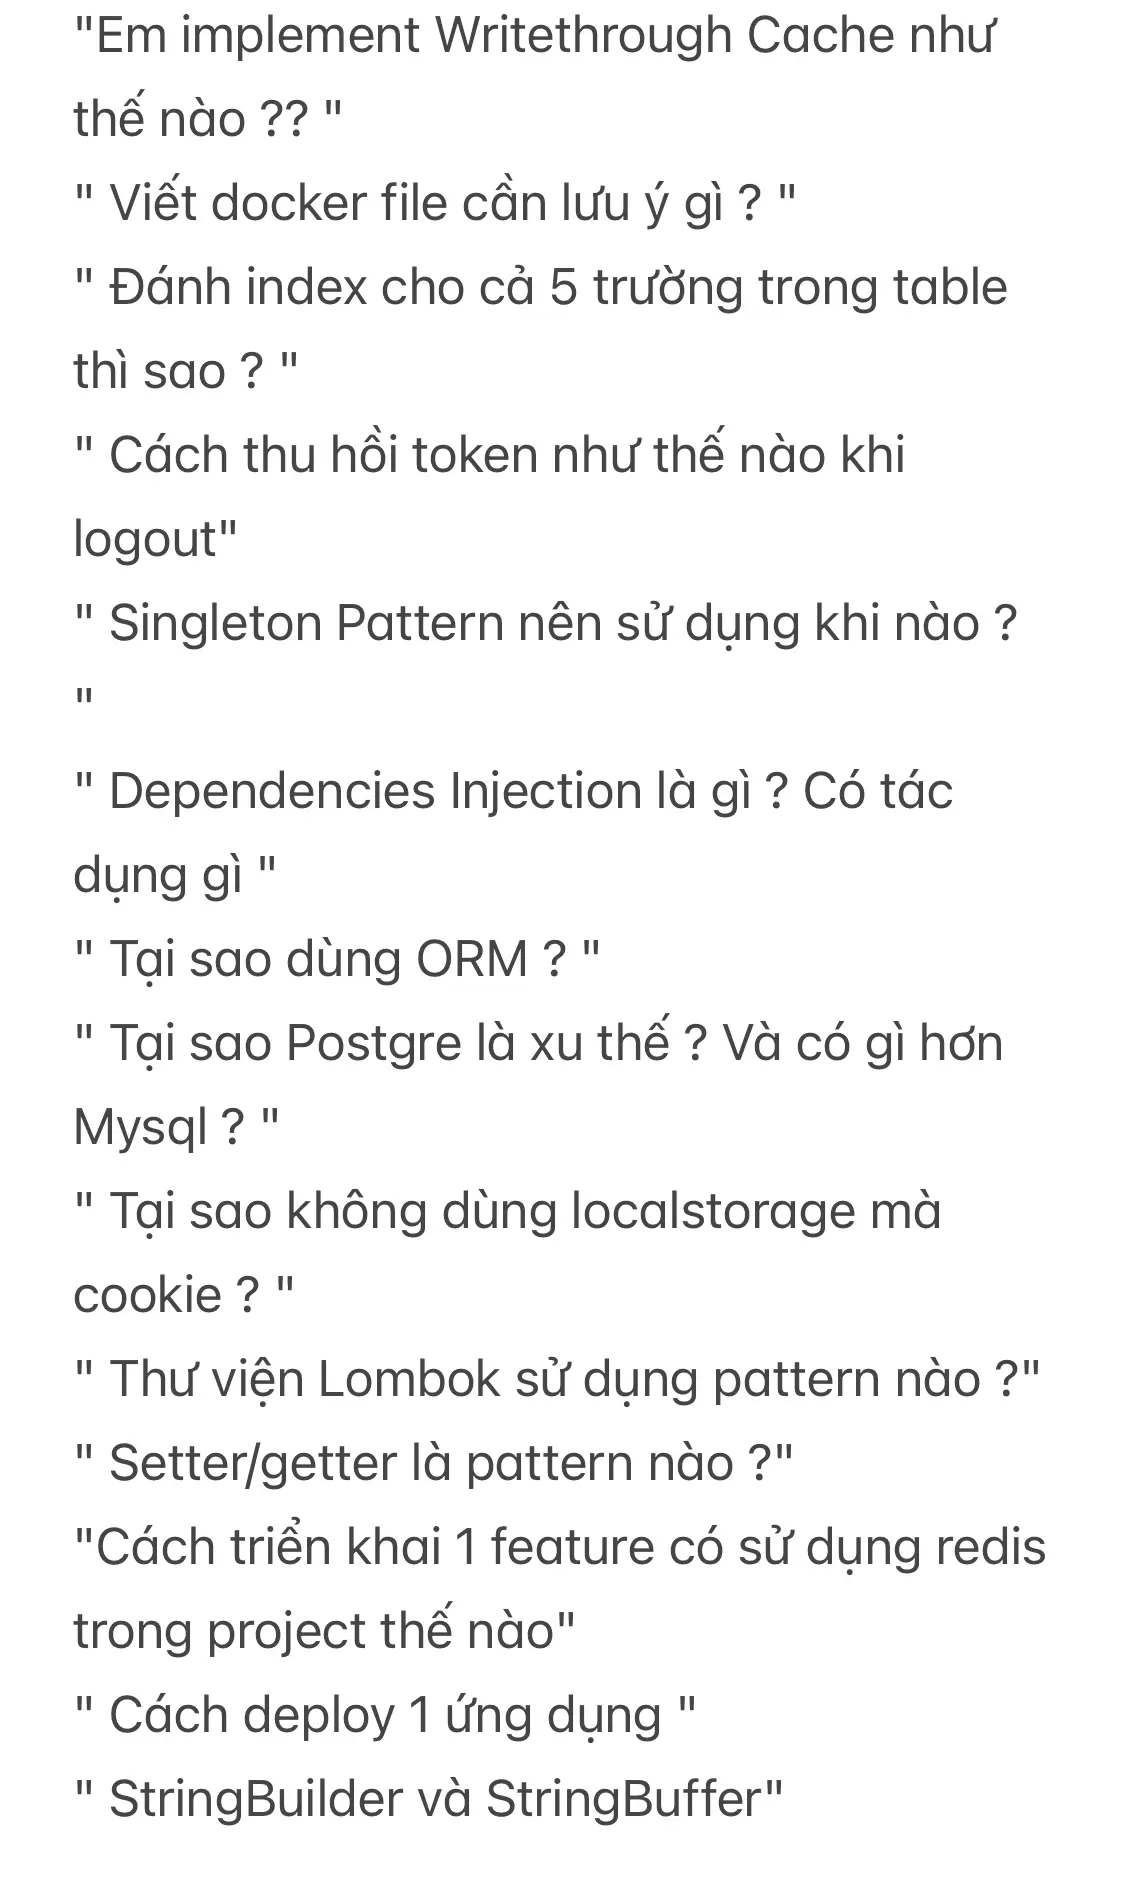 "Em implement Writethrough Cache như
thế nào ?? "
" Viết docker file cần lưu ý gì ? "
" Đánh index cho cả 5 trường trong table
thì sao ? "
" Cách thu hồi token như thế nào khi
logout"
" Singleton Pattern nên sử dụng khi nào ?
"
" Dependencies Injection là gì ? Có tác
dụng gì "
" Tại sao dùng ORM ? "
" Tại sao Postgre là xu thế ? Và có gì hơn
Mysql ? "
" Tại sao không dùng localstorage mà
cookie ? "
" Thư viện Lombok sử dụng pattern nào ?"
" Setter/getter là pattern nào ?"
"Cách triển khai 1 feature có sử dụng redis
trong project thế nào"
" Cách deploy 1 ứng dụng "
" StringBuilder và StringBuffer"